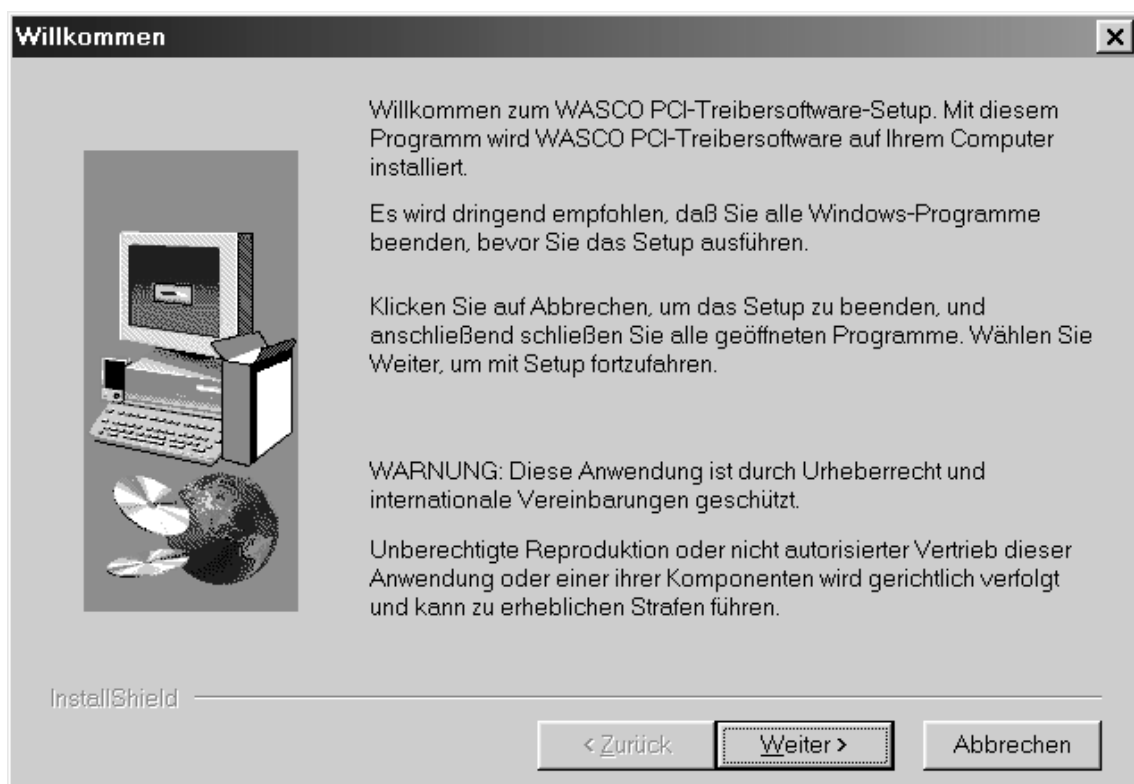 Willkommen
Willkommen zum WASCO PCI-Treibersoftware-Setup. Mit diesem
Programm wird WASCO PCI-Treibersoftware auf Ihrem Computer
installiert.
Es wird dringend empfohlen, daß Sie alle Windows-Programme
beenden, bevor Sie das Setup ausführen.
Klicken Sie auf Abbrechen, um das Setup zu beenden, und
anschließend schließen Sie alle geöffneten Programme. Wählen Sie
Weiter, um mit Setup fortzufahren.
WARNUNG: Diese Anwendung ist durch Urheberrecht und
internationale Vereinbarungen geschützt.
Unberechtigte Reproduktion oder nicht autorisierter Vertrieb dieser
Anwendung oder einer ihrer Komponenten wird gerichtlich verfolgt
und kann zu erheblichen Strafen führen.
InstallShield
< Zurück
Weiter >
Abbrechen